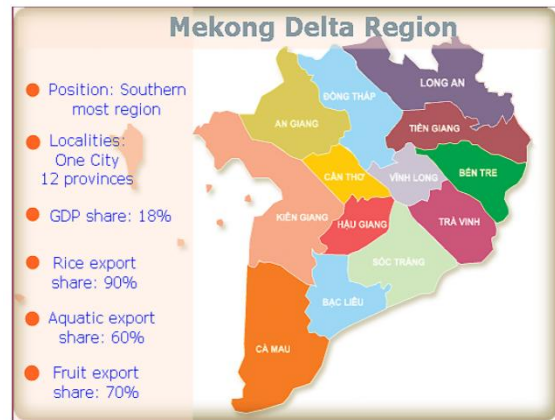 Mekong Delta Region
Position: Southern
most region
Localities:
One City
12 provinces
GDP share: 18%
Rice export
share: 90%
Aquatic export
share: 60%
Fruit export
share: 70%
LONG AN
ĐỒNG THÁP
AN GIANG
TIỀN GIANG
CẦN THƠ
VĨNH LONG
BẾN TRE
KIÊN GIANG
HẬU GIANG
TRÀ VINH
SÓC TRĂNG
BẠC LIÊU
CÀ MAU